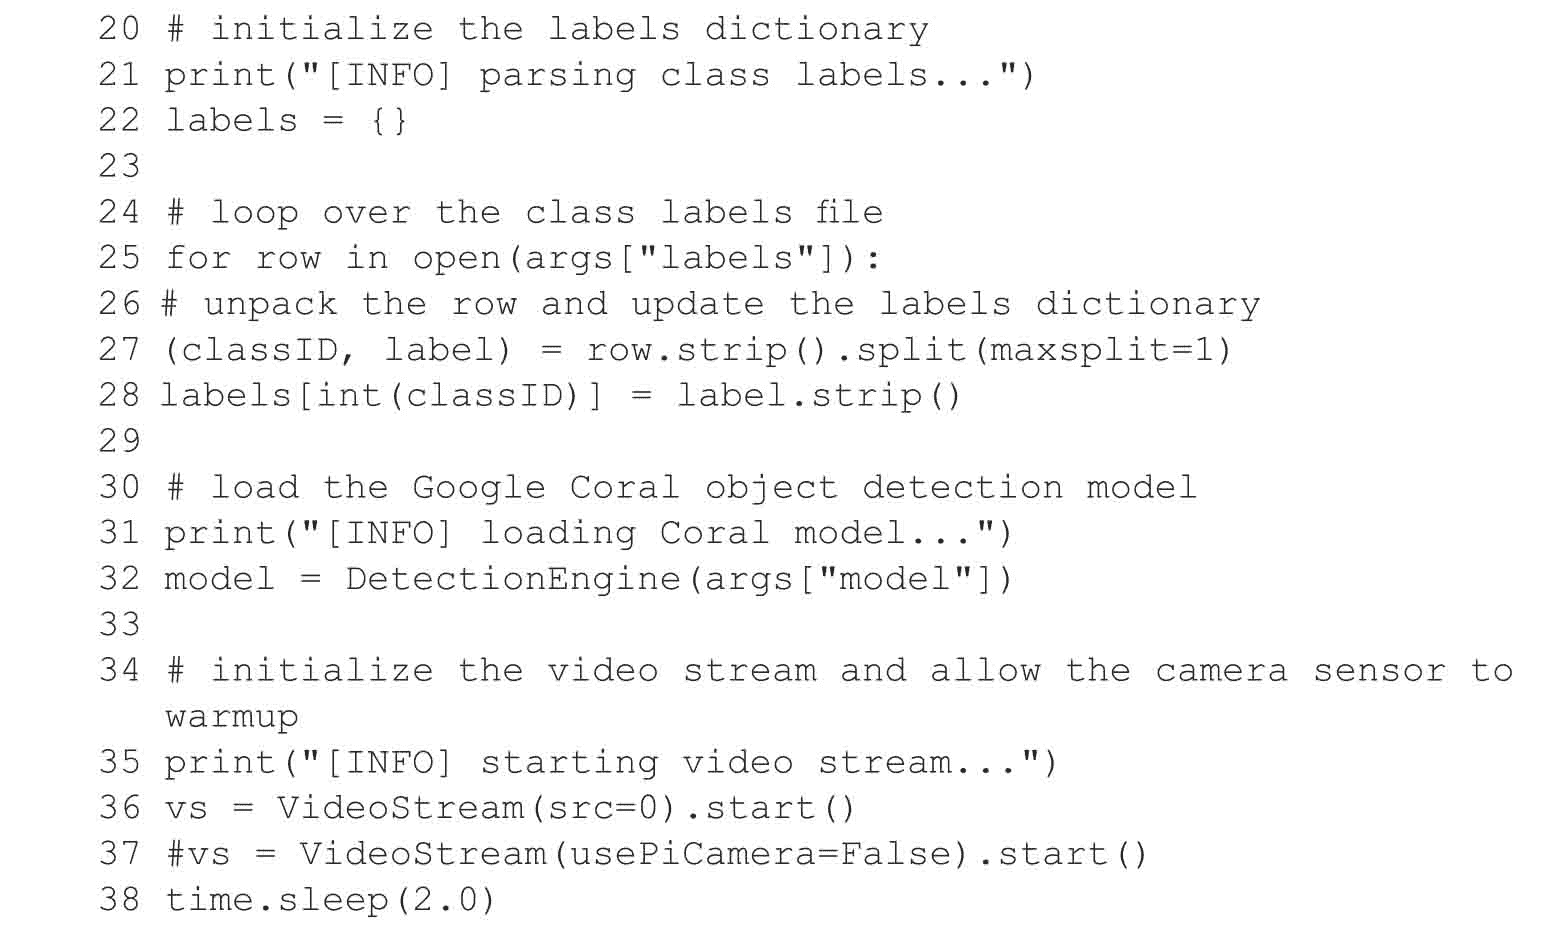 20 # initialize the labels dictionary
21 print("[INFO] parsing class labels...")
22 labels = {}
23
24 # loop over the class labels file
25 for row in open(args["labels"]):
26 # unpack the row and update the labels dictionary
27 (classID, label) = row.strip().split(maxsplit=1)
28 labels[int(classID)] = label.strip()
29
30 # load the Google Coral object detection model
31 print("[INFO] loading Coral model...")
32 model = DetectionEngine(args["model"])
33
34 # initialize the video stream and allow the camera sensor to
warmup
35 print("[INFO] starting video stream...")
36 vs = VideoStream(src=0).start()
37 #vs = VideoStream(usePiCamera=False).start()
38 time.sleep(2.0)